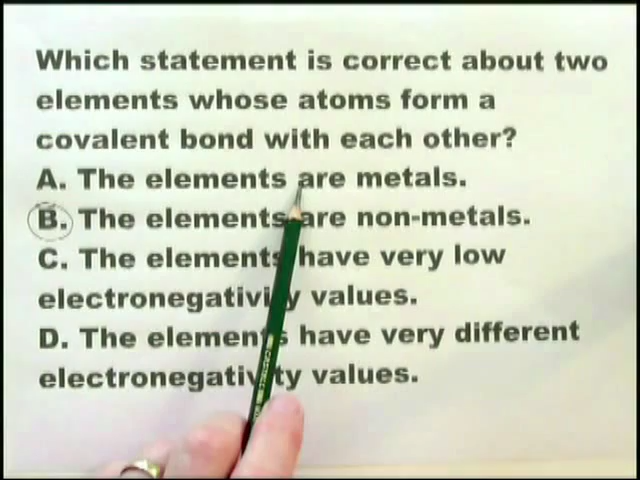 Which statement is correct about two
elements whose atoms form a
covalent bond with each other?
A. The elements are metals.
B. The elements are non-metals.
C. The elements have very low
electronegativity values.
D. The elements have very different
electronegativity values.